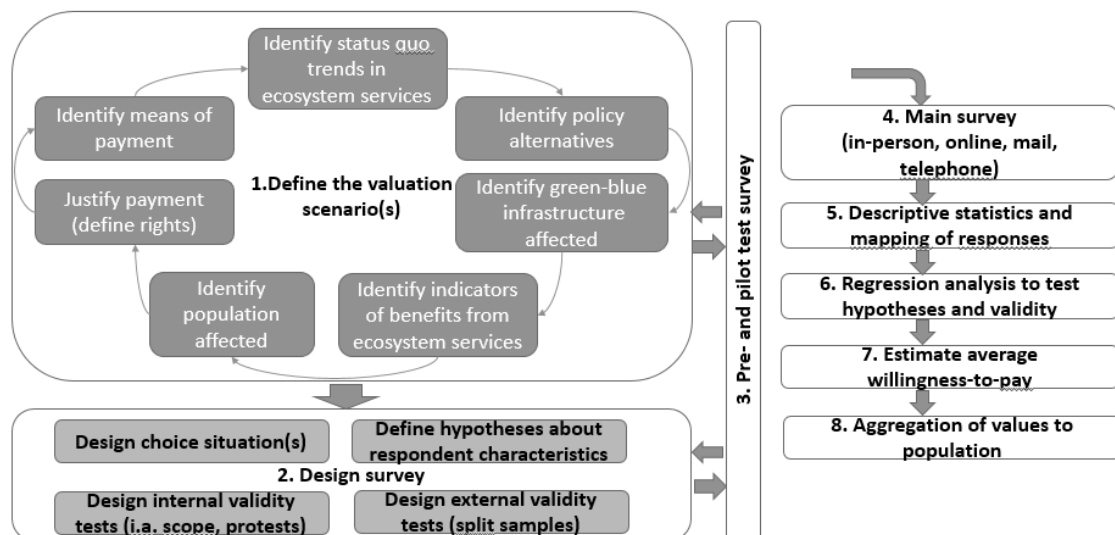 Identify status quo
trends in
ecosystem services
Identify policy
alternatives
Identify green-blue
infrastructure
affected
Identify indicators
of benefits from
ecosystem services
Identify
population
affected
Justify payment
(define rights)
Identify means of
payment
1.Define the valuation
scenario(s)
Design choice situation(s)
Define hypotheses about
respondent characteristics
2. Design survey
Design internal validity
tests (i.a. scope, protests)
Design external validity
tests (split samples)
3. Pre- and pilot test survey
4. Main survey
(in-person, online, mail,
telephone)
5. Descriptive statistics and
mapping of responses
6. Regression analysis to test
hypotheses and validity
7. Estimate average
willingness-to-pay
8. Aggregation of values to
population